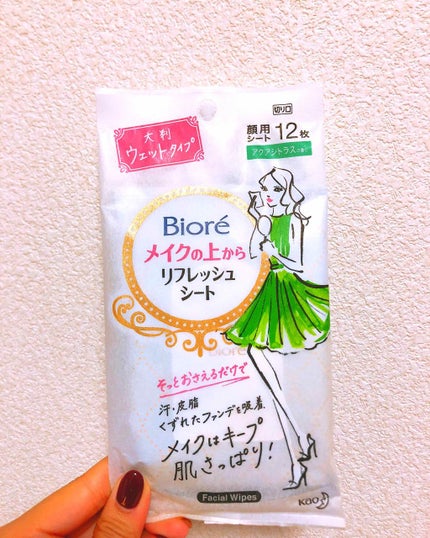 大判
ウェットタイプ
切り口
顔用
シート 12枚
アクアシトラスの香り
Bioré
メイクの上から
リフレッシュ
シート
BIORE
そっとおさえるだけで
汗・皮脂
くずれたファンデを吸着
メイクはキープ
肌さっぱり!
Facial Wipes
Kao